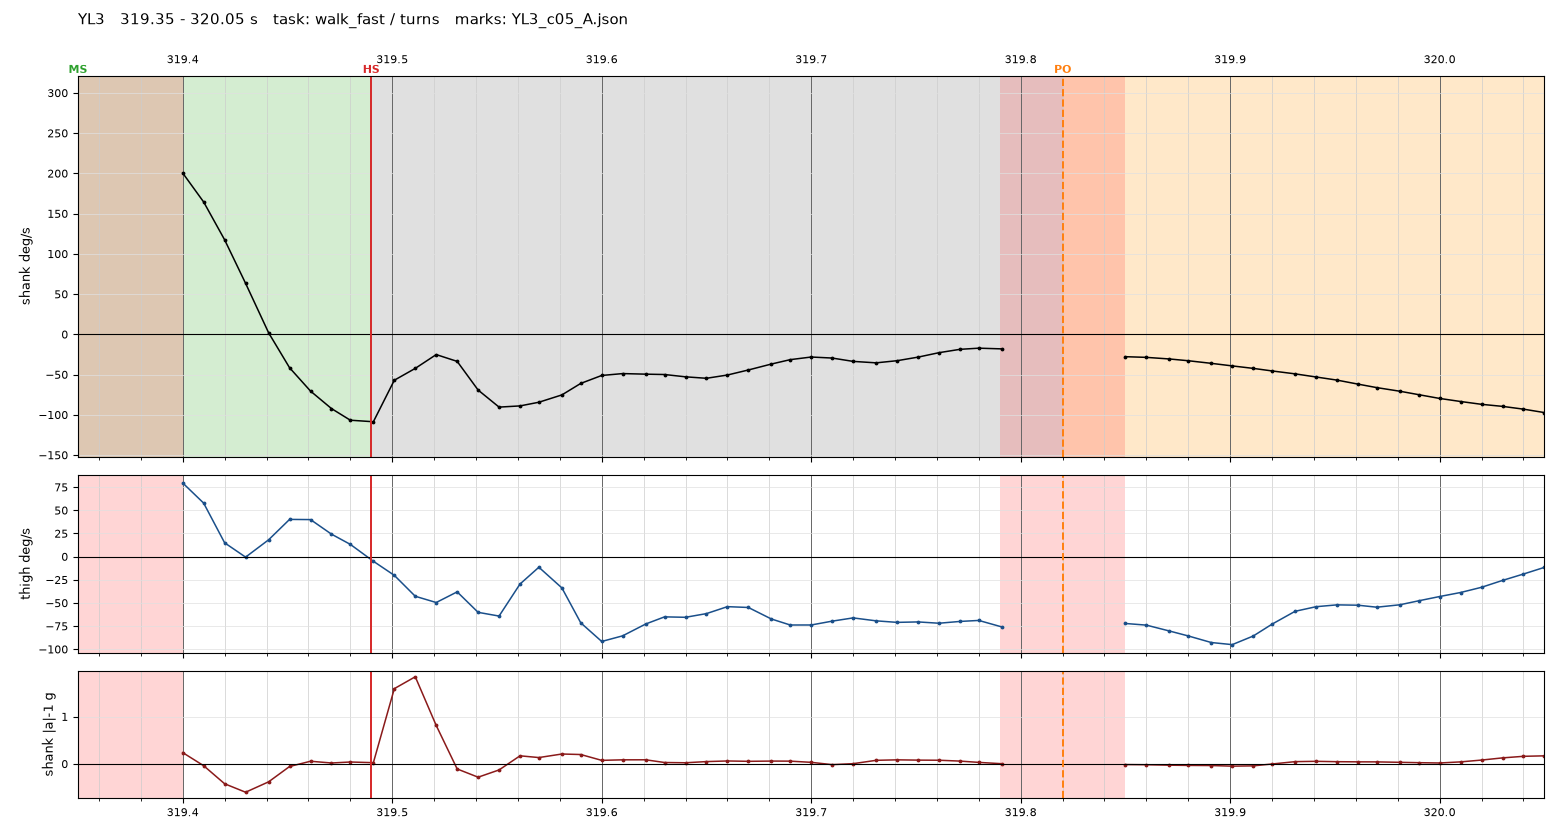 YL3   319.35 - 320.05 s   task: walk_fast / turns   marks: YL3_c05_A.json
319.4 319.5 319.6 319.7 319.8 319.9 320.0
MS HS PO
shank deg/s
300
250
200
150
100
50
0
−50
−100
−150
thigh deg/s
75
50
25
0
−25
−50
−75
−100
shank |a|-1 g
1
0
319.4 319.5 319.6 319.7 319.8 319.9 320.0